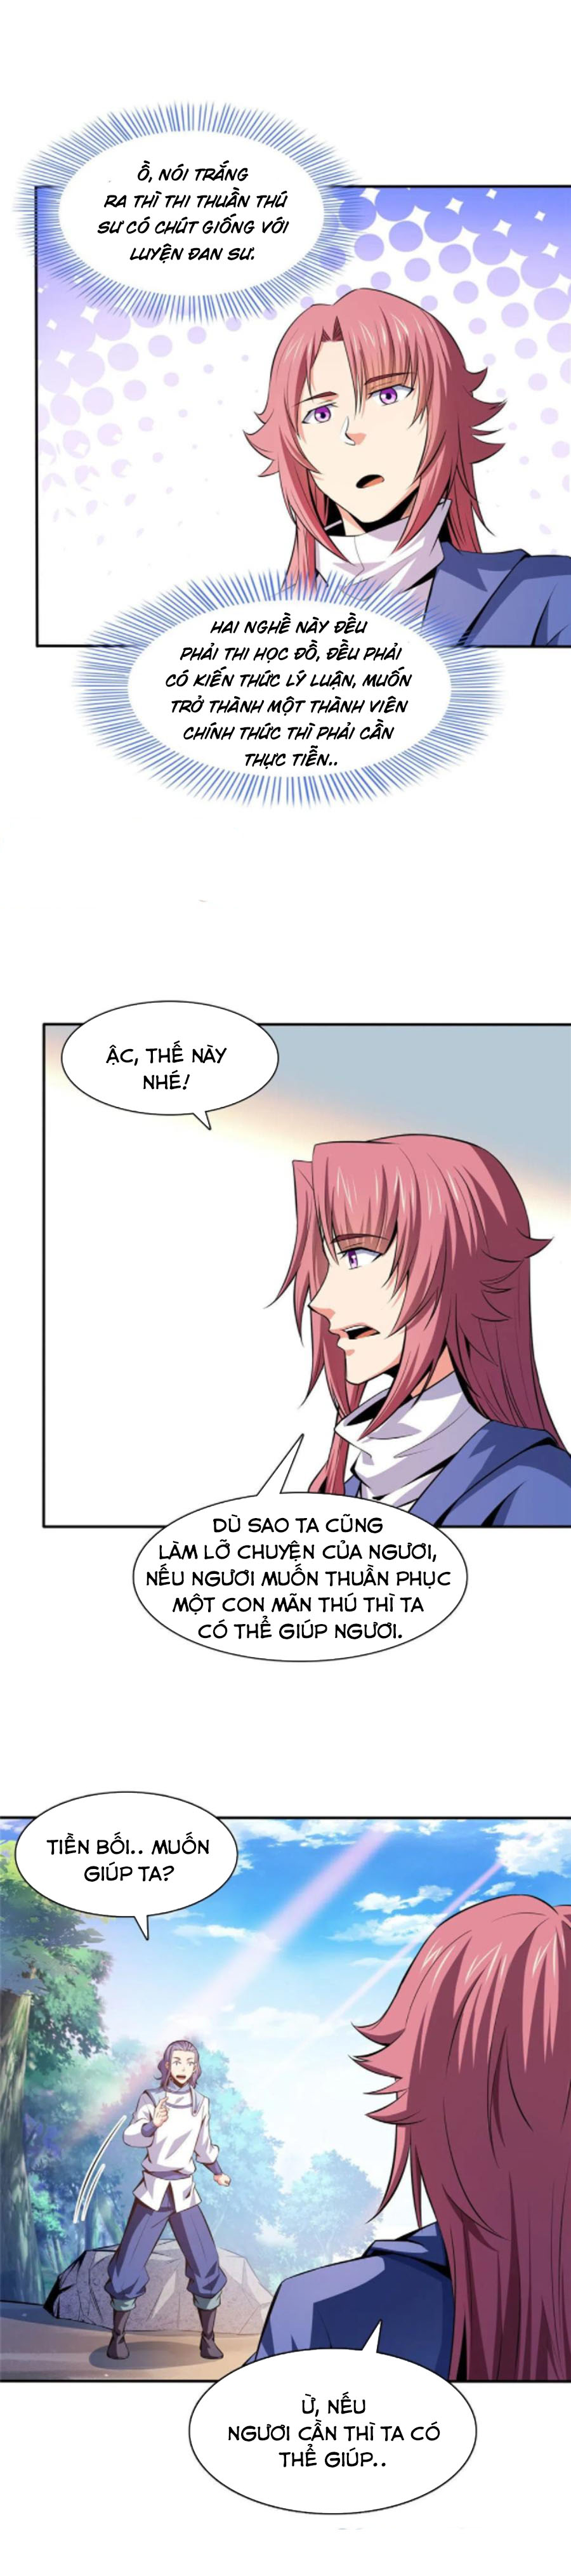 Ồ, NÓI TRẮNG
RA THÌ THI THUẦN THÚ
SƯ CÓ CHÚT GIỐNG VỚI
LUYỆN ĐAN SƯ.
HAI NGHỀ NÀY ĐỀU
PHẢI THI HỌC ĐỒ, ĐỀU PHẢI
CÓ KIẾN THỨC LÝ LUẬN, MUỐN
TRỞ THÀNH MỘT THÀNH VIÊN
CHÍNH THỨC THÌ PHẢI CẦN
THỰC TIỄN..
ẬC, THẾ NÀY
NHÉ!
DÙ SAO TA CŨNG
LÀM LỠ CHUYỆN CỦA NGƯƠI,
NẾU NGƯƠI MUỐN THUẦN PHỤC
MỘT CON MÃN THÚ THÌ TA
CÓ THỂ GIÚP NGƯƠI.
TIỀN BỐI.. MUỐN
GIÚP TA?
Ừ, NẾU
NGƯƠI CẦN THÌ TA CÓ
THỂ GIÚP..